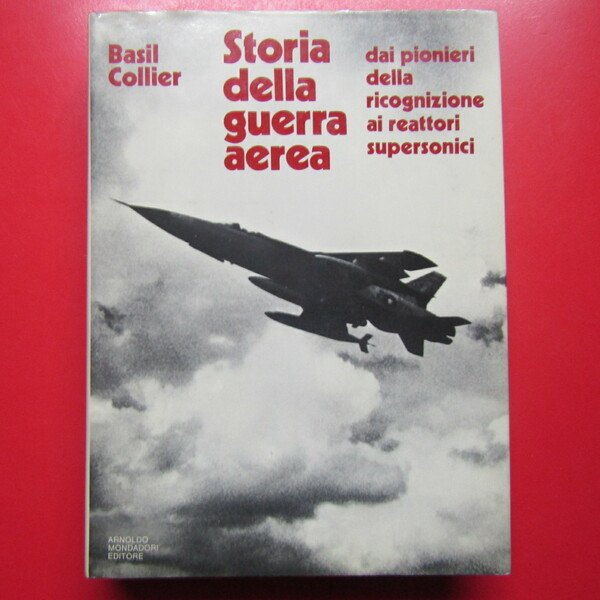 Basil
Collier
Storia
della
guerra
aerea
dai pionieri
della
ricognizione
ai reattori
supersonici
ARNOLDO
MONDADORI
EDITORE